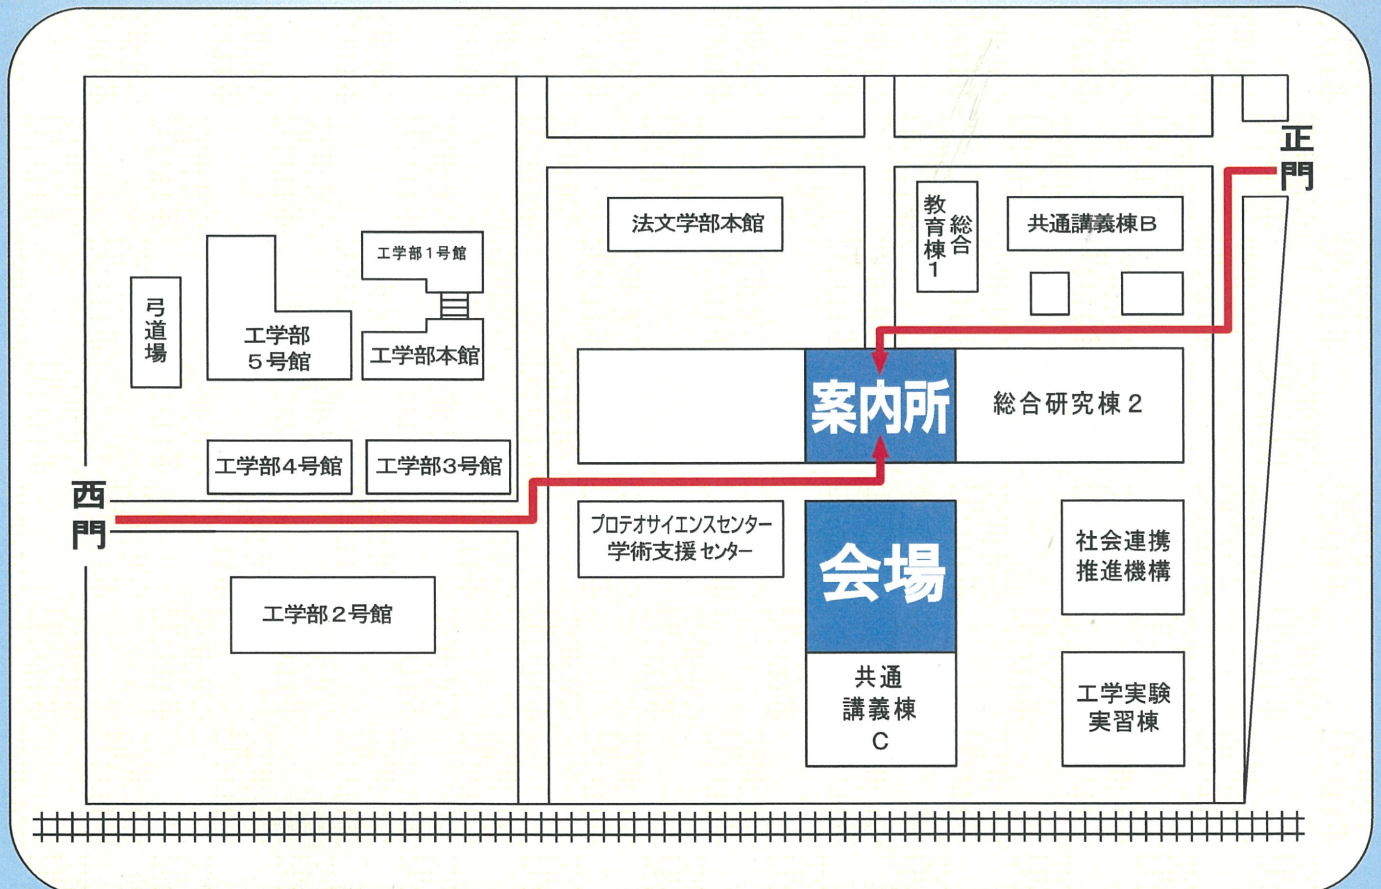 正
門
法文学部本館
総合
教育棟1
共通講義棟B
工学部1号館
弓道場
工学部
5号館
工学部本館
案内所
総合研究棟2
工学部4号館
工学部3号館
西
門
プロテオサイエンスセンター
学術支援センター
会場
社会連携
推進機構
工学部2号館
共通
講義棟
C
工学実験
実習棟